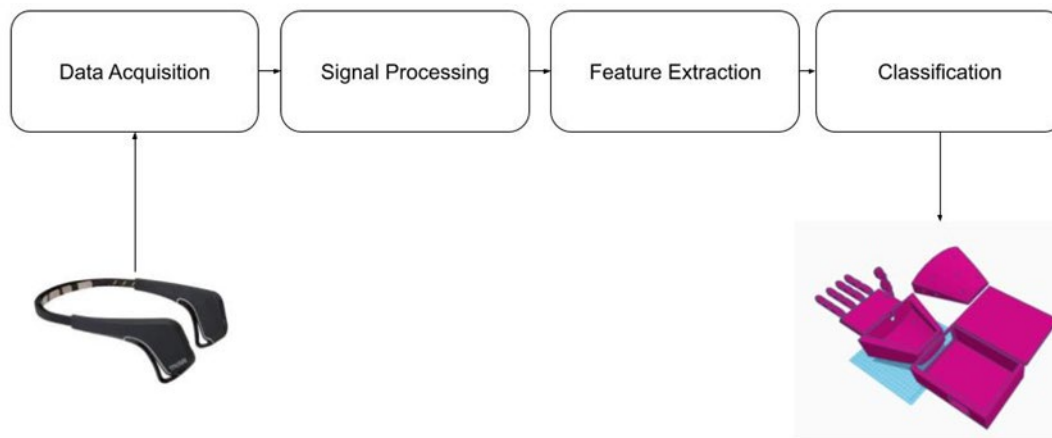 Data Acquisition
Signal Processing
Feature Extraction
Classification